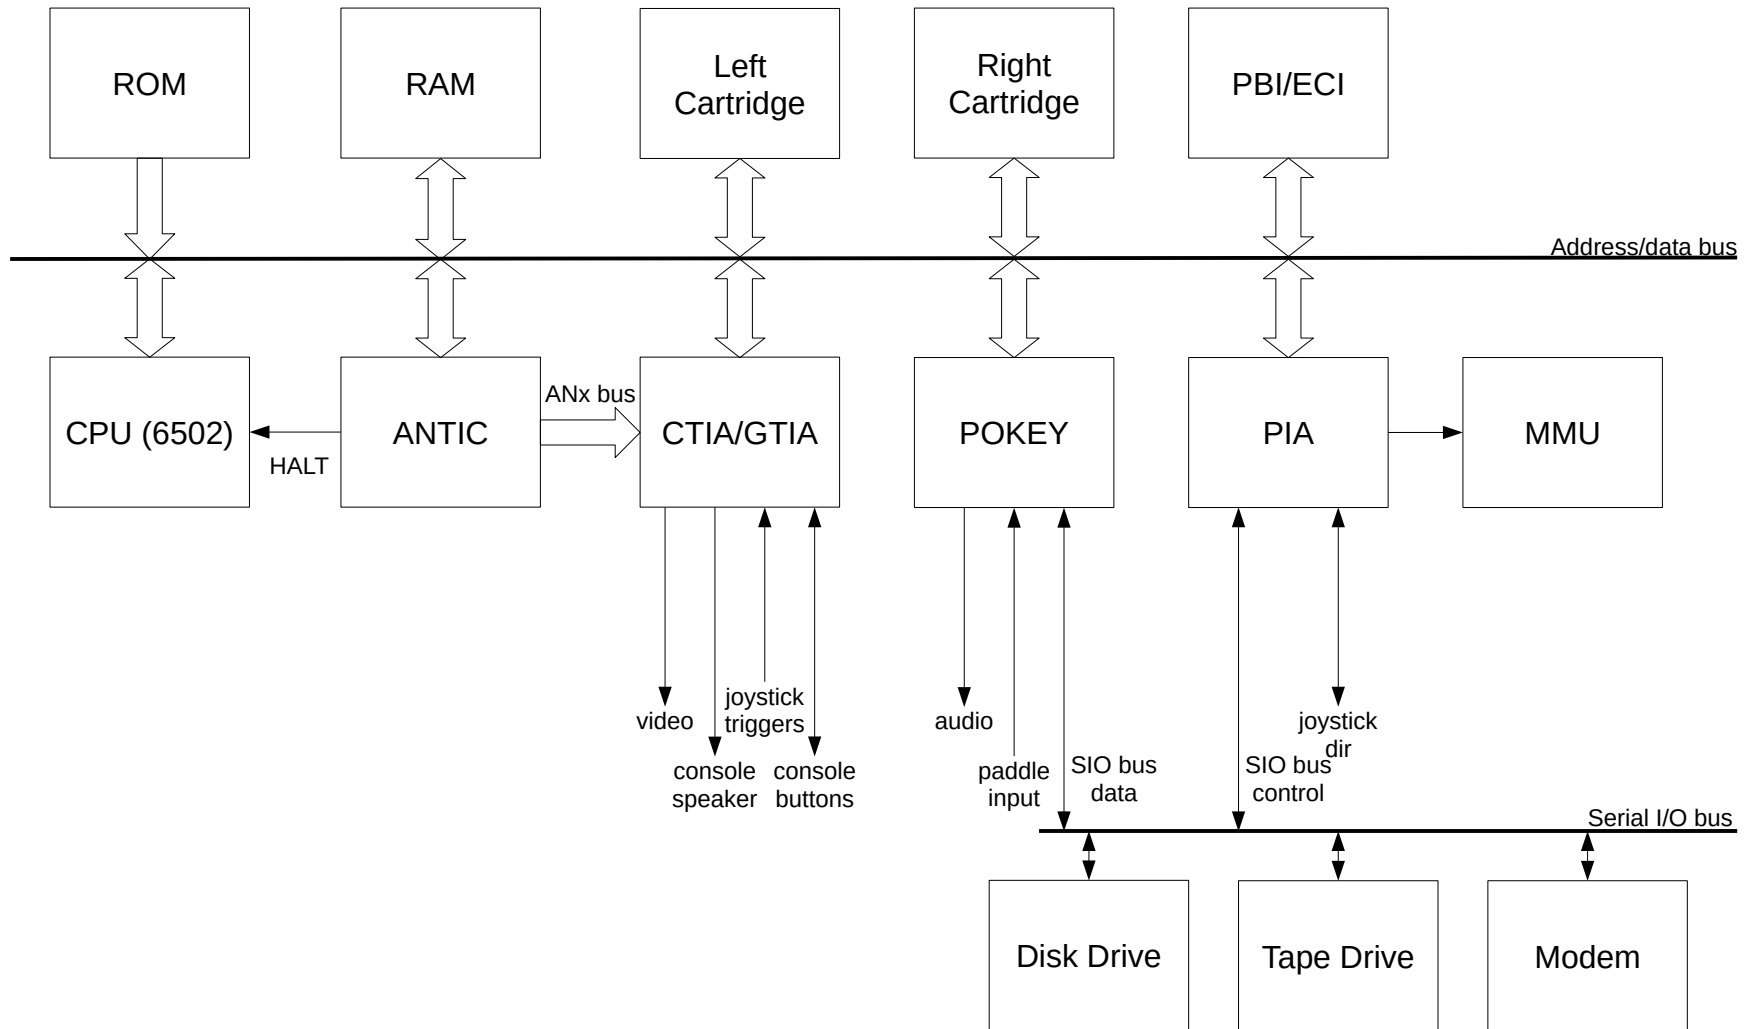 ROM
RAM
Left
Cartridge
Right
Cartridge
PBI/ECI
Address/data bus
CPU (6502)
HALT
ANTIC
ANx bus
CTIA/GTIA
POKEY
PIA
MMU
video
console
speaker
joystick
triggers
console
buttons
audio
paddle
input
SIO bus
data
SIO bus
control
joystick
dir
Serial I/O bus
Disk Drive
Tape Drive
Modem